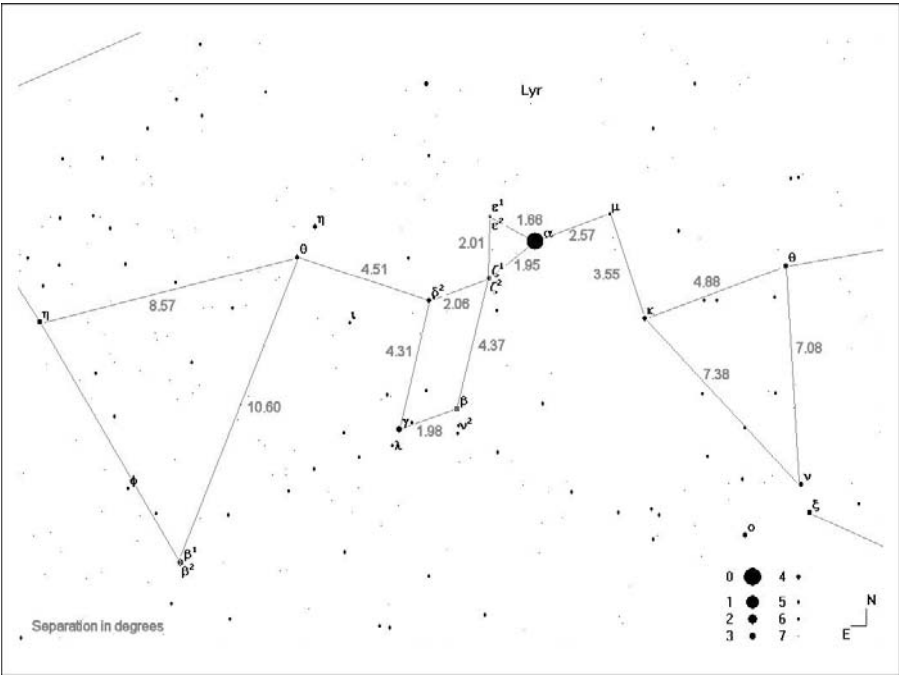 Lyr
ε¹
ε²
1.66
α
μ
η
2.01
2.57
θ
1.95
ζ¹
ζ²
θ
4.51
3.55
4.88
8.57
δ²
2.06
η
ι
κ
4.31
4.37
7.08
7.38
10.60
β
γ
1.98
ν²
λ
φ
ν
ξ
ο
β¹
β²
0 4
1 5
2 6
3 7
N
E
Separation in degrees